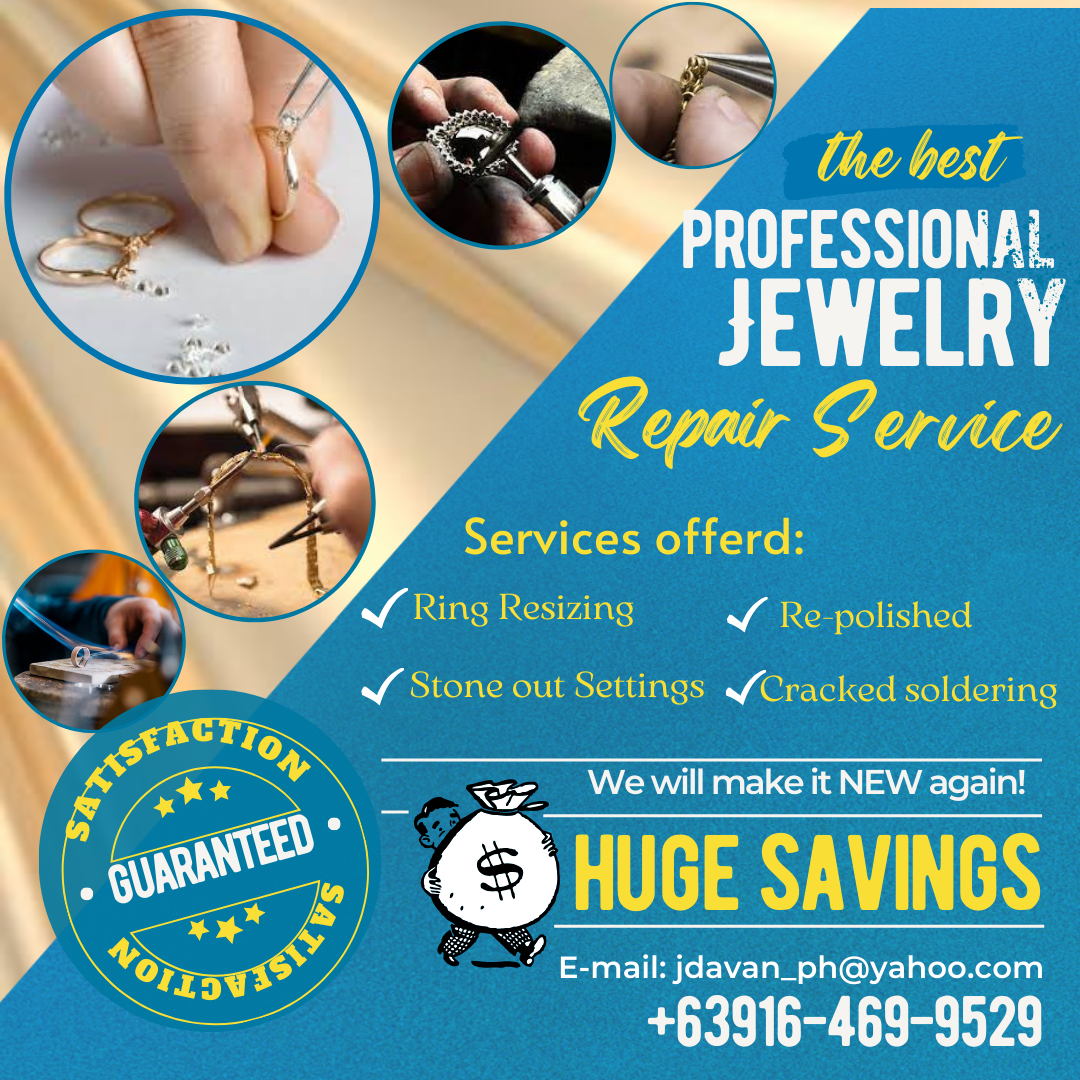 the best
PROFESSIONAL
JEWELRY
Repair Service
Services offerd:
Ring Resizing
Re-polished
Stone out Settings
Cracked soldering
SATISFACTION
GUARANTEED
SATISFACTION
We will make it NEW again!
$
HUGE SAVINGS
E-mail: jdavan_ph@yahoo.com
+63916-469-9529